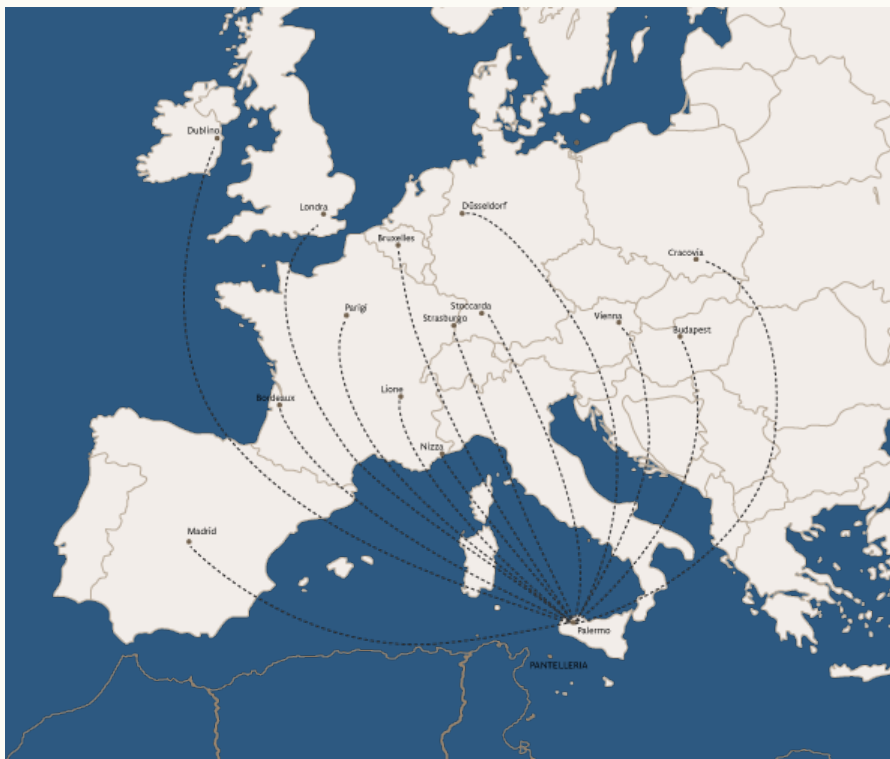 Dublino
Londra
Düsseldorf
Bruxelles
Cracovia
Parigi
Stoccarda
Strasburgo
Vienna
Budapest
Lione
Bordeaux
Nizza
Madrid
Palermo
PANTELLERIA